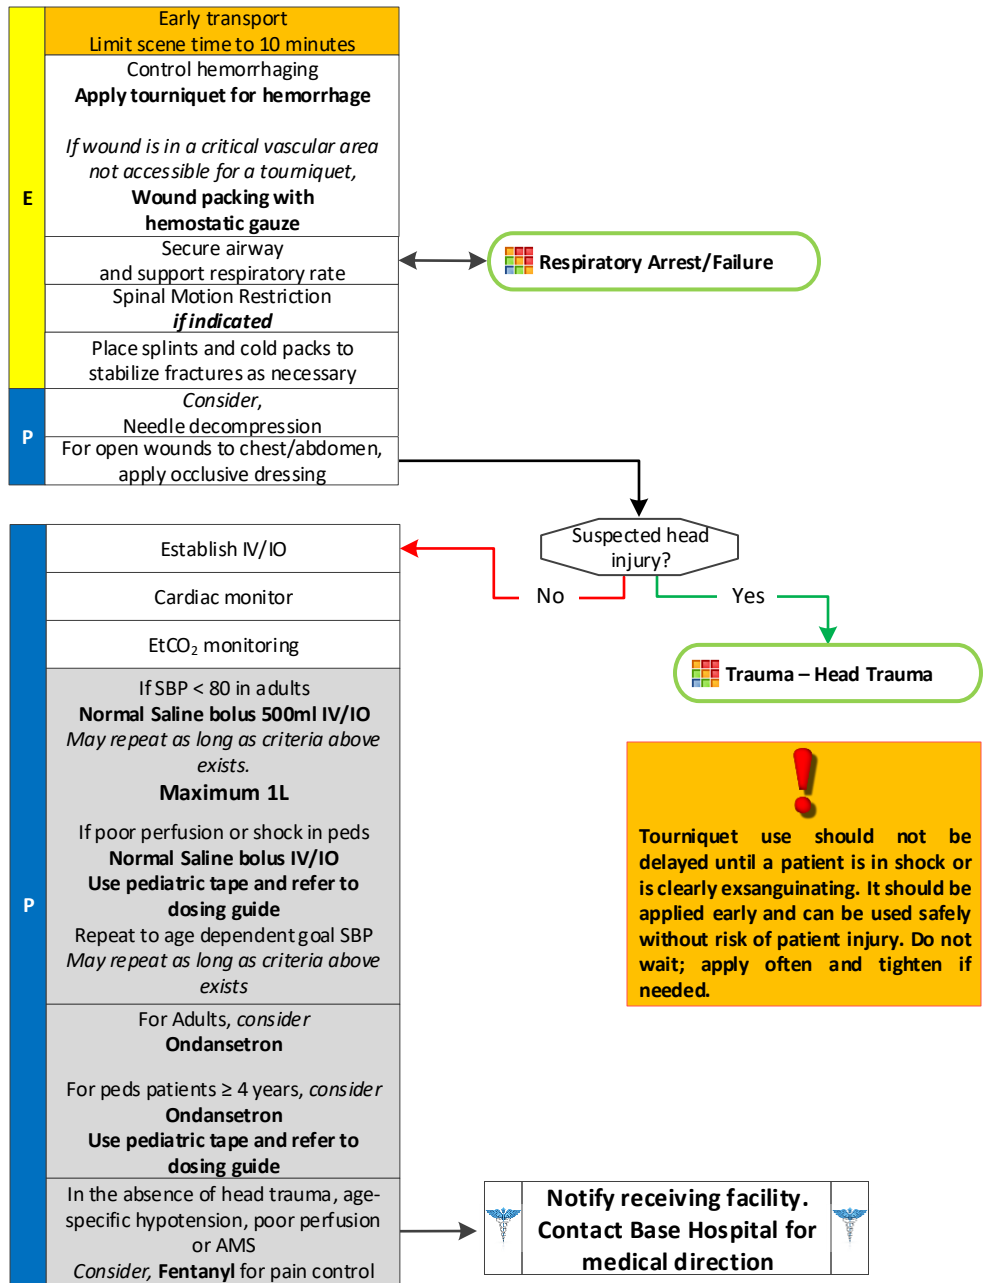 Early transport
Limit scene time to 10 minutes
E
Control hemorrhaging
Apply tourniquet for hemorrhage
If wound is in a critical vascular area
not accessible for a tourniquet,
Wound packing with
hemostatic gauze
Secure airway
and support respiratory rate
Respiratory Arrest/Failure
Spinal Motion Restriction
if indicated
Place splints and cold packs to
stabilize fractures as necessary
P
Consider,
Needle decompression
For open wounds to chest/abdomen,
apply occlusive dressing
Suspected head
injury?
No
Yes
Trauma – Head Trauma
P
Establish IV/IO
Cardiac monitor
EtCO₂ monitoring
If SBP < 80 in adults
Normal Saline bolus 500ml IV/IO
May repeat as long as criteria above
exists.
Maximum 1L
If poor perfusion or shock in peds
Normal Saline bolus IV/IO
Use pediatric tape and refer to
dosing guide
Repeat to age dependent goal SBP
May repeat as long as criteria above
exists
For Adults, consider
Ondansetron
For peds patients ≥ 4 years, consider
Ondansetron
Use pediatric tape and refer to
dosing guide
In the absence of head trauma, age-
specific hypotension, poor perfusion
or AMS
Consider, Fentanyl for pain control
Tourniquet use should not be
delayed until a patient is in shock or
is clearly exsanguinating. It should be
applied early and can be used safely
without risk of patient injury. Do not
wait; apply often and tighten if
needed.
Notify receiving facility.
Contact Base Hospital for
medical direction